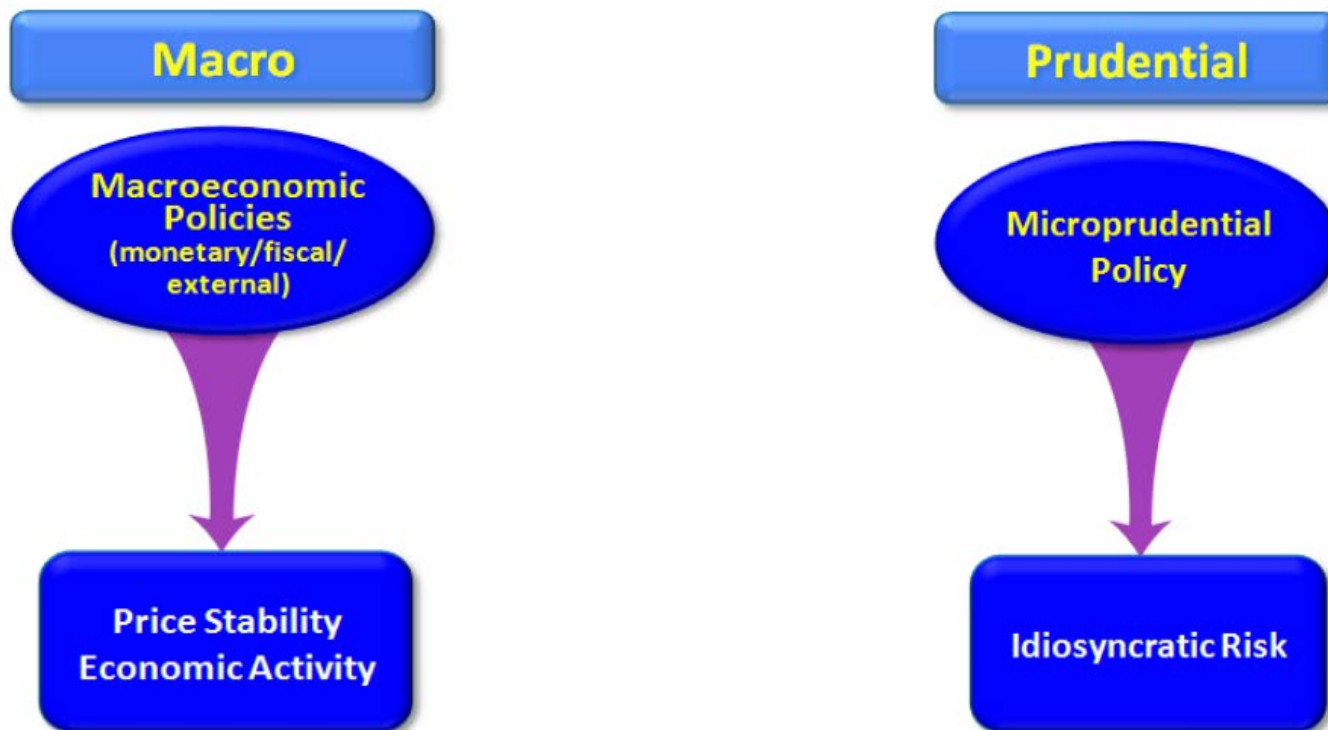 Macro
Macroeconomic
Policies
(monetary/fiscal/
external)
Price Stability
Economic Activity
Prudential
Microprudential
Policy
Idiosyncratic Risk